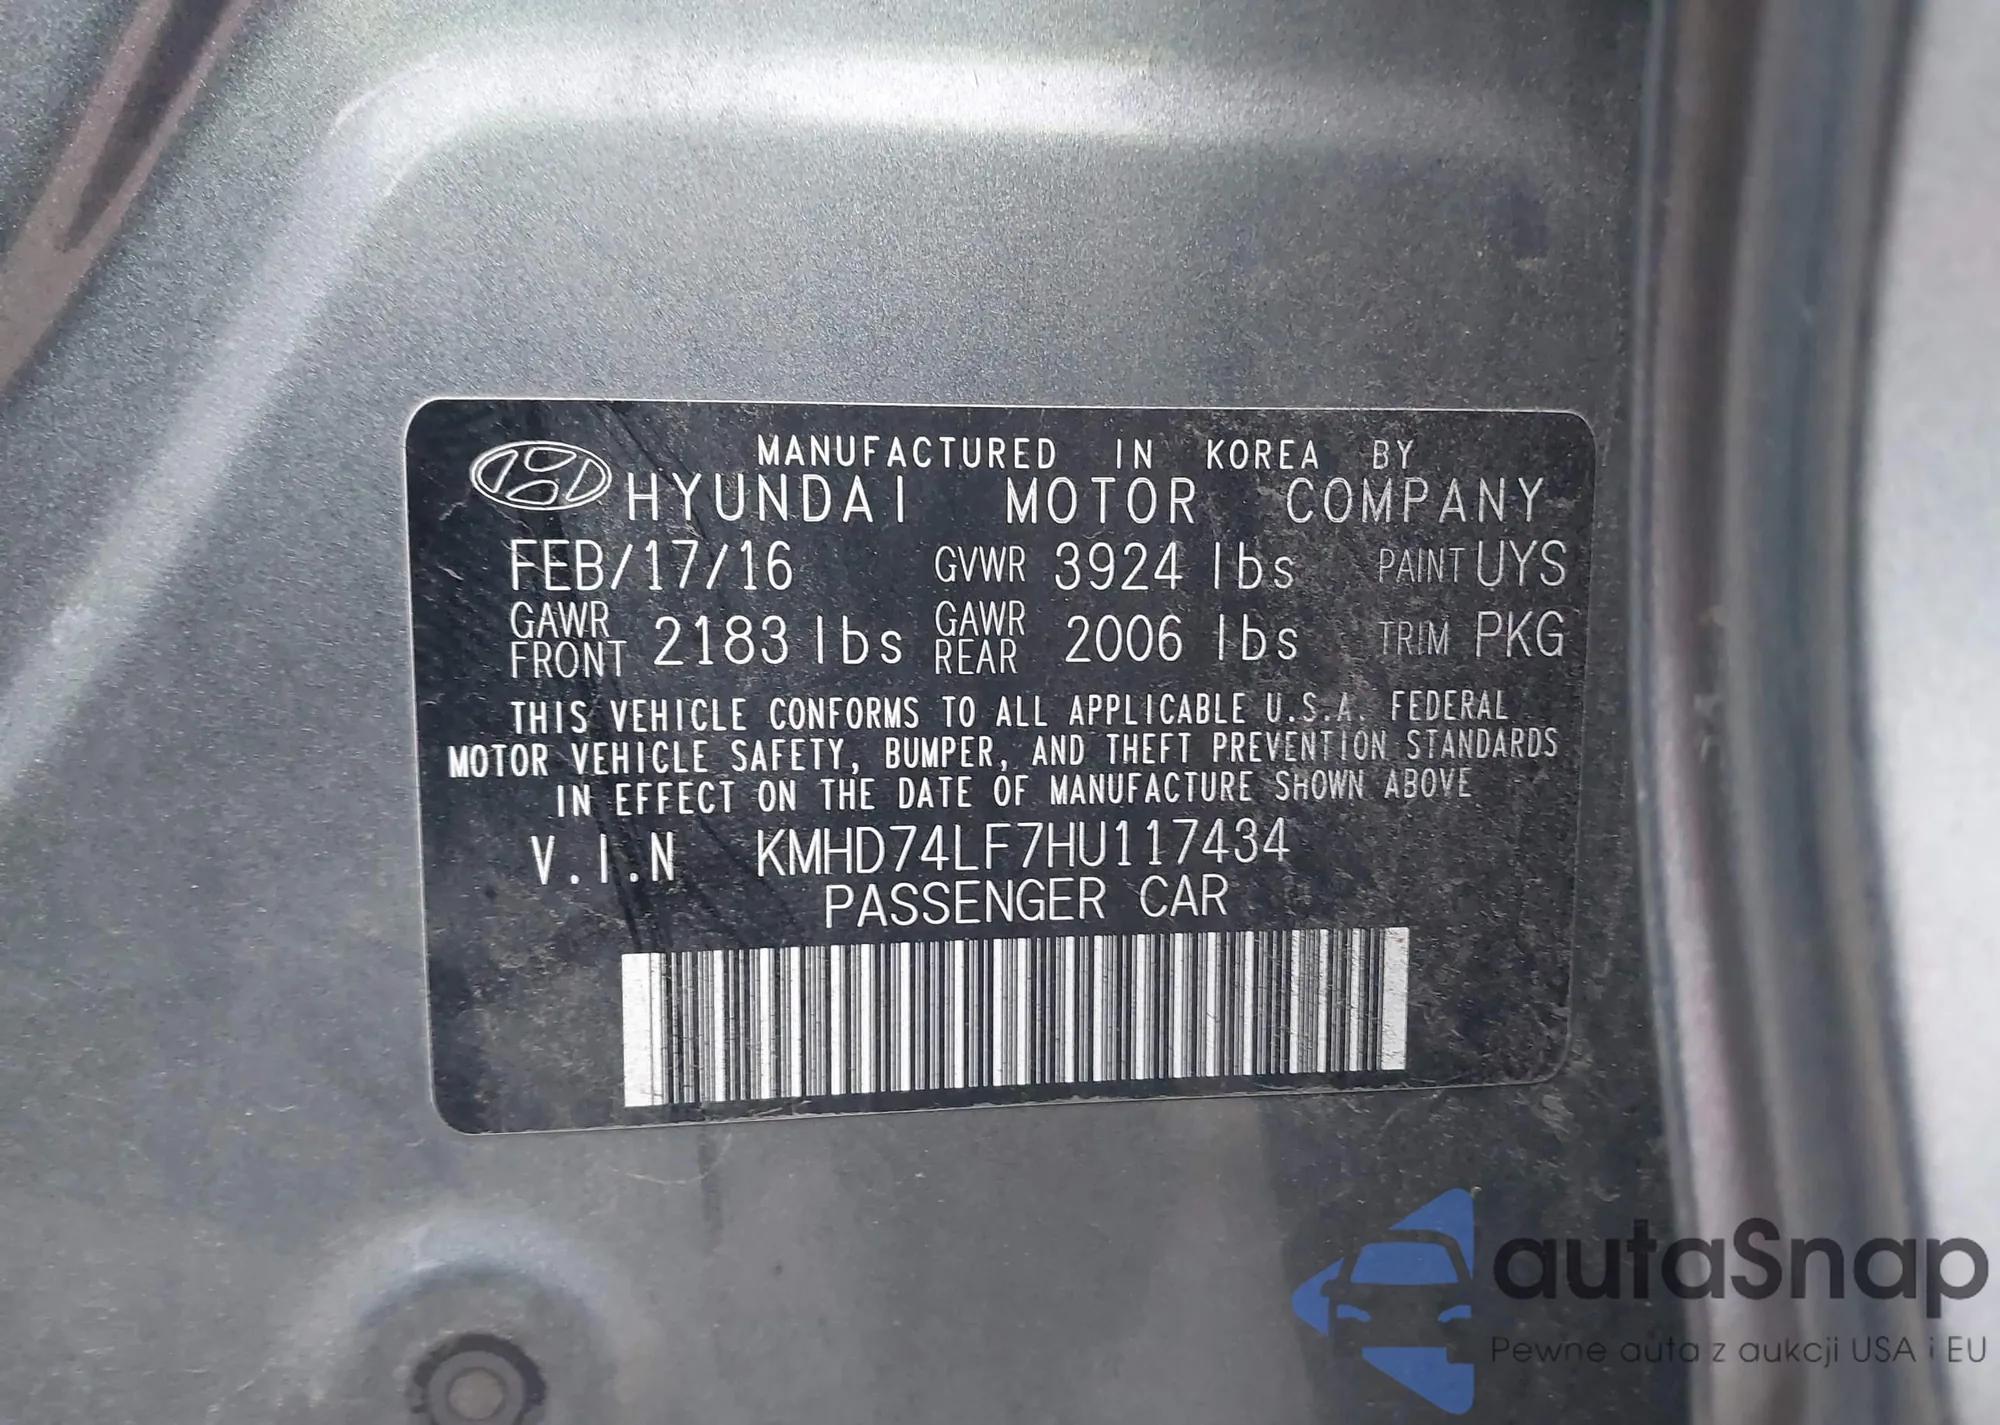 MANUFACTURED IN KOREA BY
HYUNDAI MOTOR COMPANY
FEB/17/16 GVWR 3924 lbs PAINT UYS
GAWR FRONT 2183 lbs GAWR REAR 2006 lbs TRIM PKG
THIS VEHICLE CONFORMS TO ALL APPLICABLE U.S.A. FEDERAL
MOTOR VEHICLE SAFETY, BUMPER, AND THEFT PREVENTION STANDARDS
IN EFFECT ON THE DATE OF MANUFACTURE SHOWN ABOVE
V.I.N KMHD74LF7HU117434
PASSENGER CAR
autaSnap
Pewne auta z aukcji USA i EU